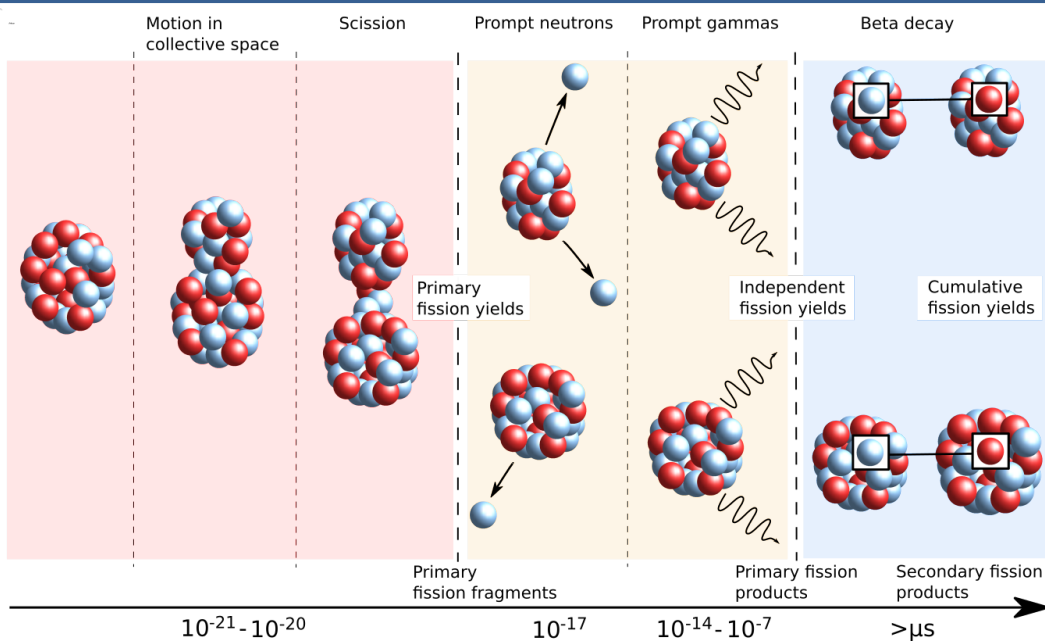 Motion in
collective space
Scission
Prompt neutrons
Prompt gammas
Beta decay
Primary
fission yields
Independent
fission yields
Cumulative
fission yields
Primary
fission fragments
Primary fission
products
Secondary fission
products
10⁻²¹ - 10⁻²⁰
10⁻¹⁷
10⁻¹⁴ - 10⁻⁷
>µs